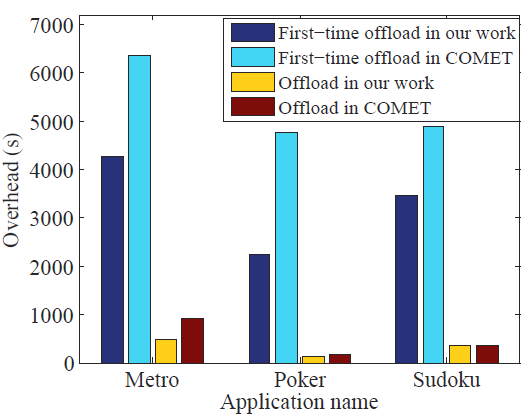 7000
6000
5000
4000
3000
2000
1000
0
Overhead (s)
First−time offload in our work
First−time offload in COMET
Offload in our work
Offload in COMET
Metro
Poker
Sudoku
Application name